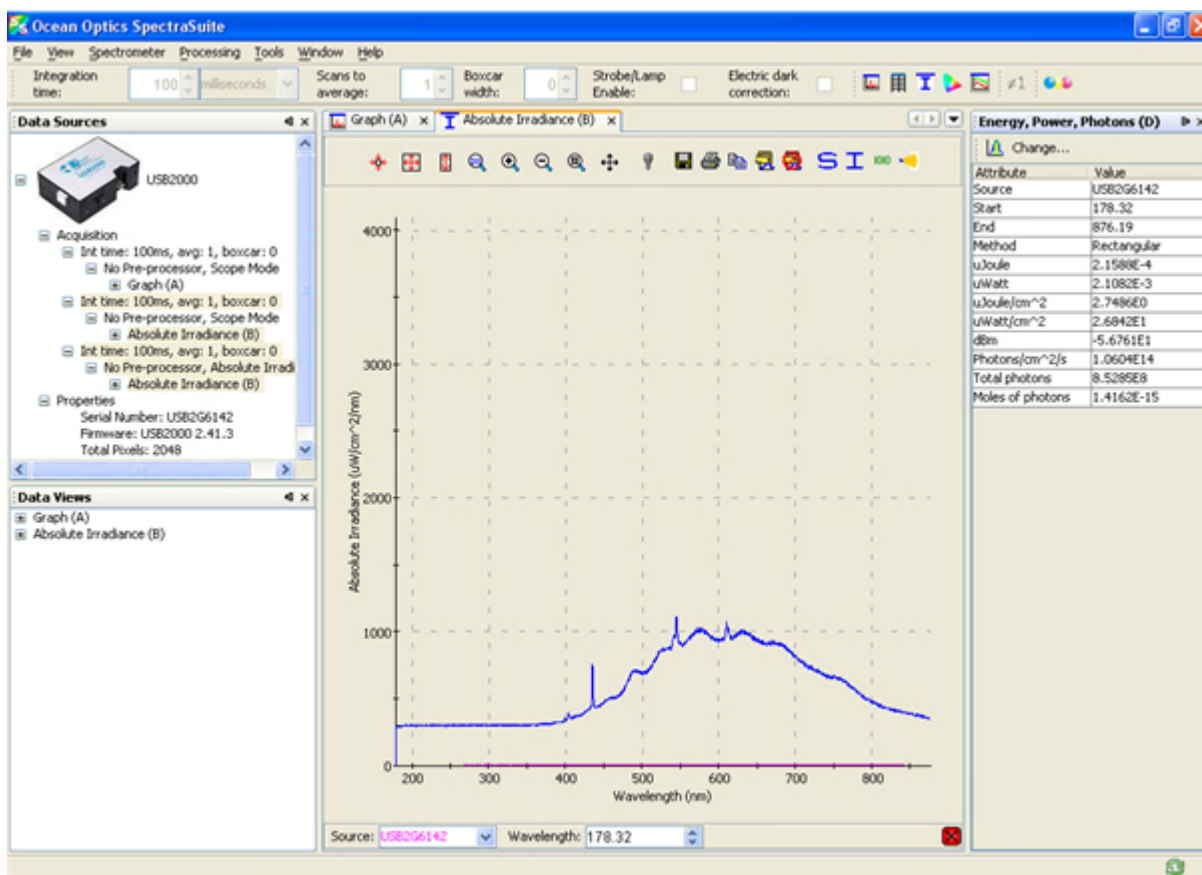 Ocean Optics SpectraSuite
File View Spectrometer Processing Tools Window Help
Integration time: 100 milliseconds Scans to average: 1 Boxcar width: 0 Strobe/Lamp Enable: Electric dark correction: ≠1
Data Sources
USB2000
Acquisition
Int time: 100ms, avg: 1, boxcar: 0
No Pre-processor, Scope Mode
Graph (A)
Int time: 100ms, avg: 1, boxcar: 0
No Pre-processor, Scope Mode
Absolute Irradiance (B)
Int time: 100ms, avg: 1, boxcar: 0
No Pre-processor, Absolute Irradi
Absolute Irradiance (B)
Properties
Serial Number: USB2G6142
Firmware: USB2000 2.41.3
Total Pixels: 2048
Data Views
Graph (A)
Absolute Irradiance (B)
Graph (A) x Absolute Irradiance (B) x
S I
4000
3000
2000
1000
0
Absolute Irradiance (uW/cm^2/nm)
200 300 400 500 600 700 800
Wavelength (nm)
Source: USB2G6142 Wavelength: 178.32
Energy, Power, Photons (D)
Change...
Attribute Value
Source USB2G6142
Start 178.32
End 876.19
Method Rectangular
uJoule 2.1588E-4
uWatt 2.1082E-3
uJoule/cm^2 2.7486E0
uWatt/cm^2 2.6842E1
dBm -5.6761E1
Photons/cm^2/s 1.0604E14
Total photons 8.5285E8
Moles of photons 1.4162E-15